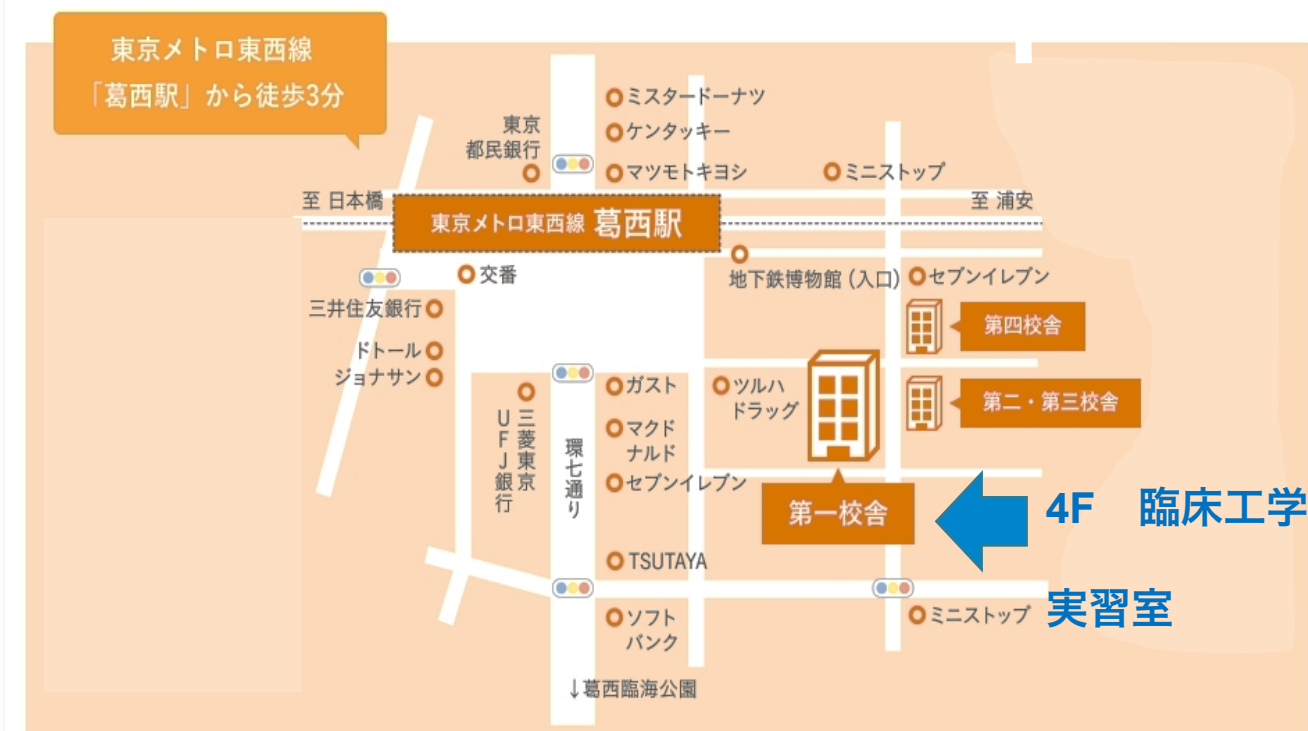 東京メトロ東西線
「葛西駅」から徒歩3分
ミスタードーナツ
東京
都民銀行
ケンタッキー
マツモトキヨシ
ミニストップ
至 日本橋
至 浦安
東京メトロ東西線 葛西駅
交番
地下鉄博物館 (入口)
セブンイレブン
三井住友銀行
第四校舎
ドトール
ジョナサン
ガスト
ツルハ
ドラッグ
第二・第三校舎
三菱東京
UFJ銀行
環七通り
マクド
ナルド
セブンイレブン
第一校舎
4F 臨床工学
実習室
TSUTAYA
ソフト
バンク
ミニストップ
↓葛西臨海公園